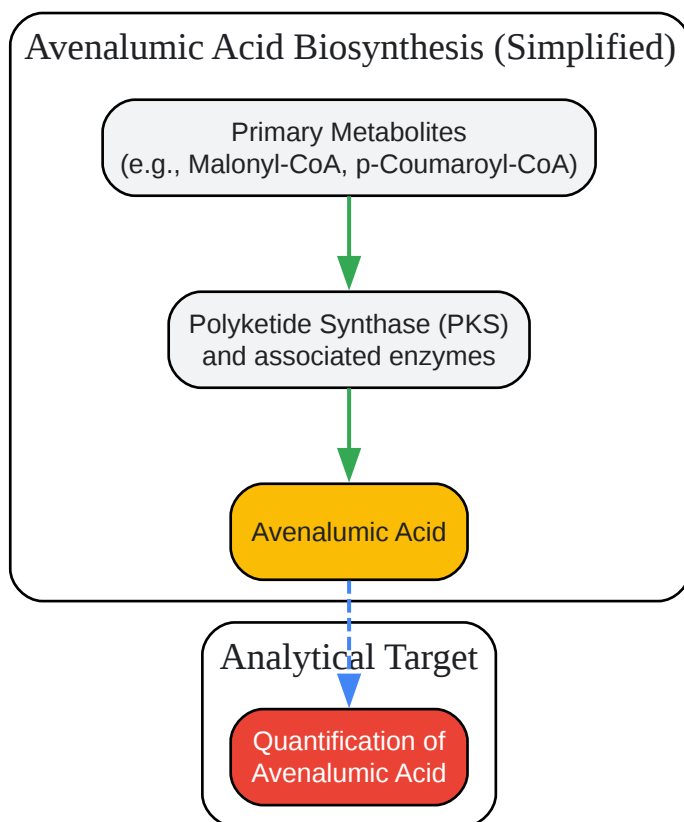 Avenalumic Acid Biosynthesis (Simplified)
Primary Metabolites
(e.g., Malonyl-CoA, p-Coumaroyl-CoA)
Polyketide Synthase (PKS)
and associated enzymes
Avenalumic Acid
Analytical Target
Quantification of
Avenalumic Acid